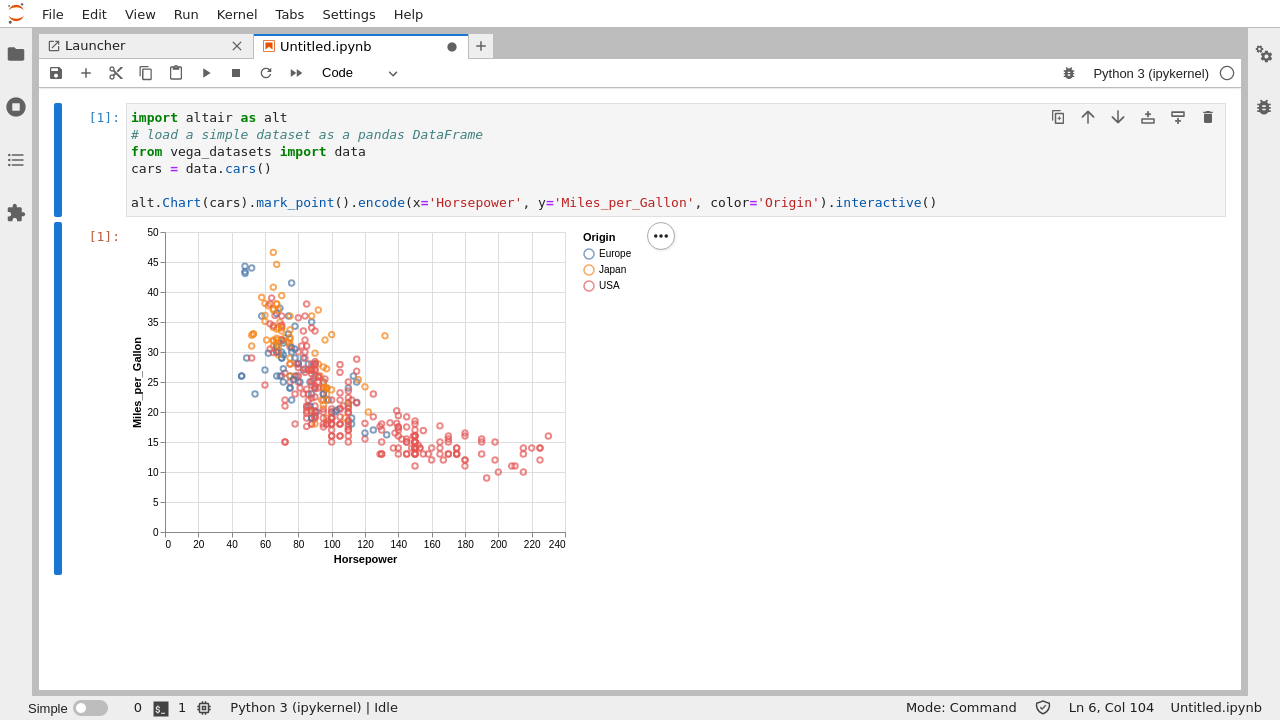 File Edit View Run Kernel Tabs Settings Help
Launcher Untitled.ipynb
Code Python 3 (ipykernel)
[1]: import altair as alt
# load a simple dataset as a pandas DataFrame
from vega_datasets import data
cars = data.cars()
alt.Chart(cars).mark_point().encode(x='Horsepower', y='Miles_per_Gallon', color='Origin').interactive()
[1]:
50
45
40
35
30
25
20
15
10
5
0
Miles_per_Gallon
0 20 40 60 80 100 120 140 160 180 200 220 240
Horsepower
Origin
Europe
Japan
USA
Simple 0 $_ 1 Python 3 (ipykernel) | Idle Mode: Command Ln 6, Col 104 Untitled.ipynb